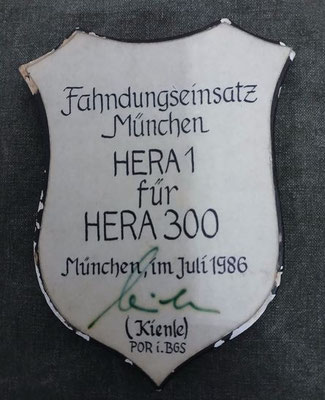 Fahndungseinsatz
München
HERA 1
für
HERA 300
München, im Juli 1986
(Kienle)
POR i. BGS